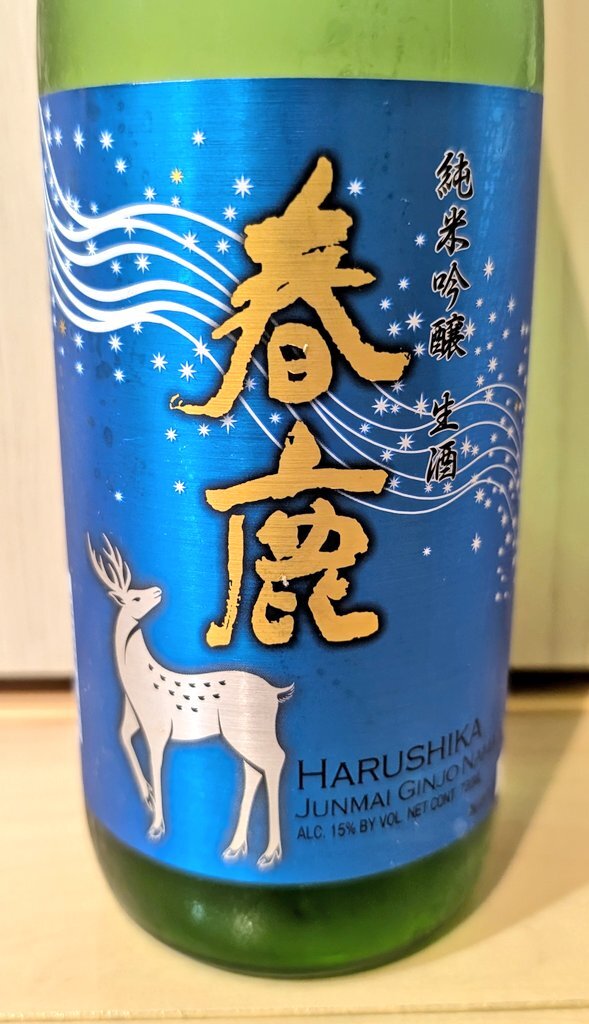 純米吟醸 生酒
春鹿
HARUSHIKA
JUNMAI GINJO NAMA
ALC. 15% BY VOL. NET CONT.